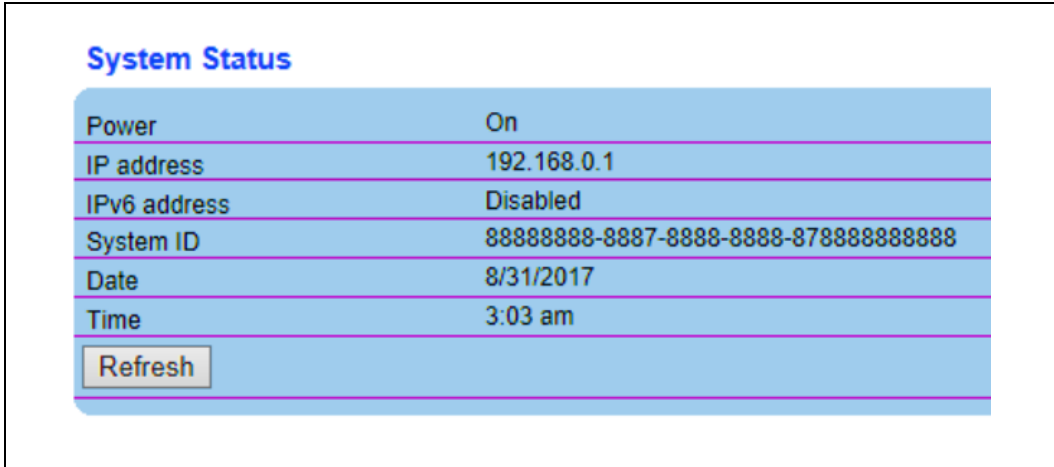 System Status
Power On
IP address 192.168.0.1
IPv6 address Disabled
System ID 88888888-8887-8888-8888-878888888888
Date 8/31/2017
Time 3:03 am
Refresh